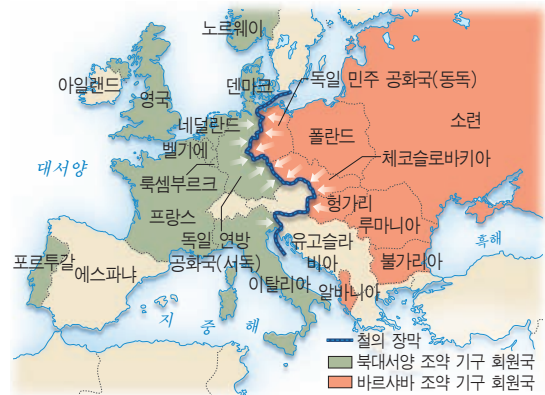 노르웨이
아일랜드
영국
덴마크
독일 민주 공화국(동독)
네덜란드
소련
폴란드
벨기에
체코슬로바키아
대서양
룩셈부르크
헝가리
프랑스
루마니아
독일 연방
공화국(서독)
유고슬라
비아
흑해
불가리아
포르투갈
에스파냐
이탈리아
알바니아
지중해
철의 장막
북대서양 조약 기구 회원국
바르샤바 조약 기구 회원국